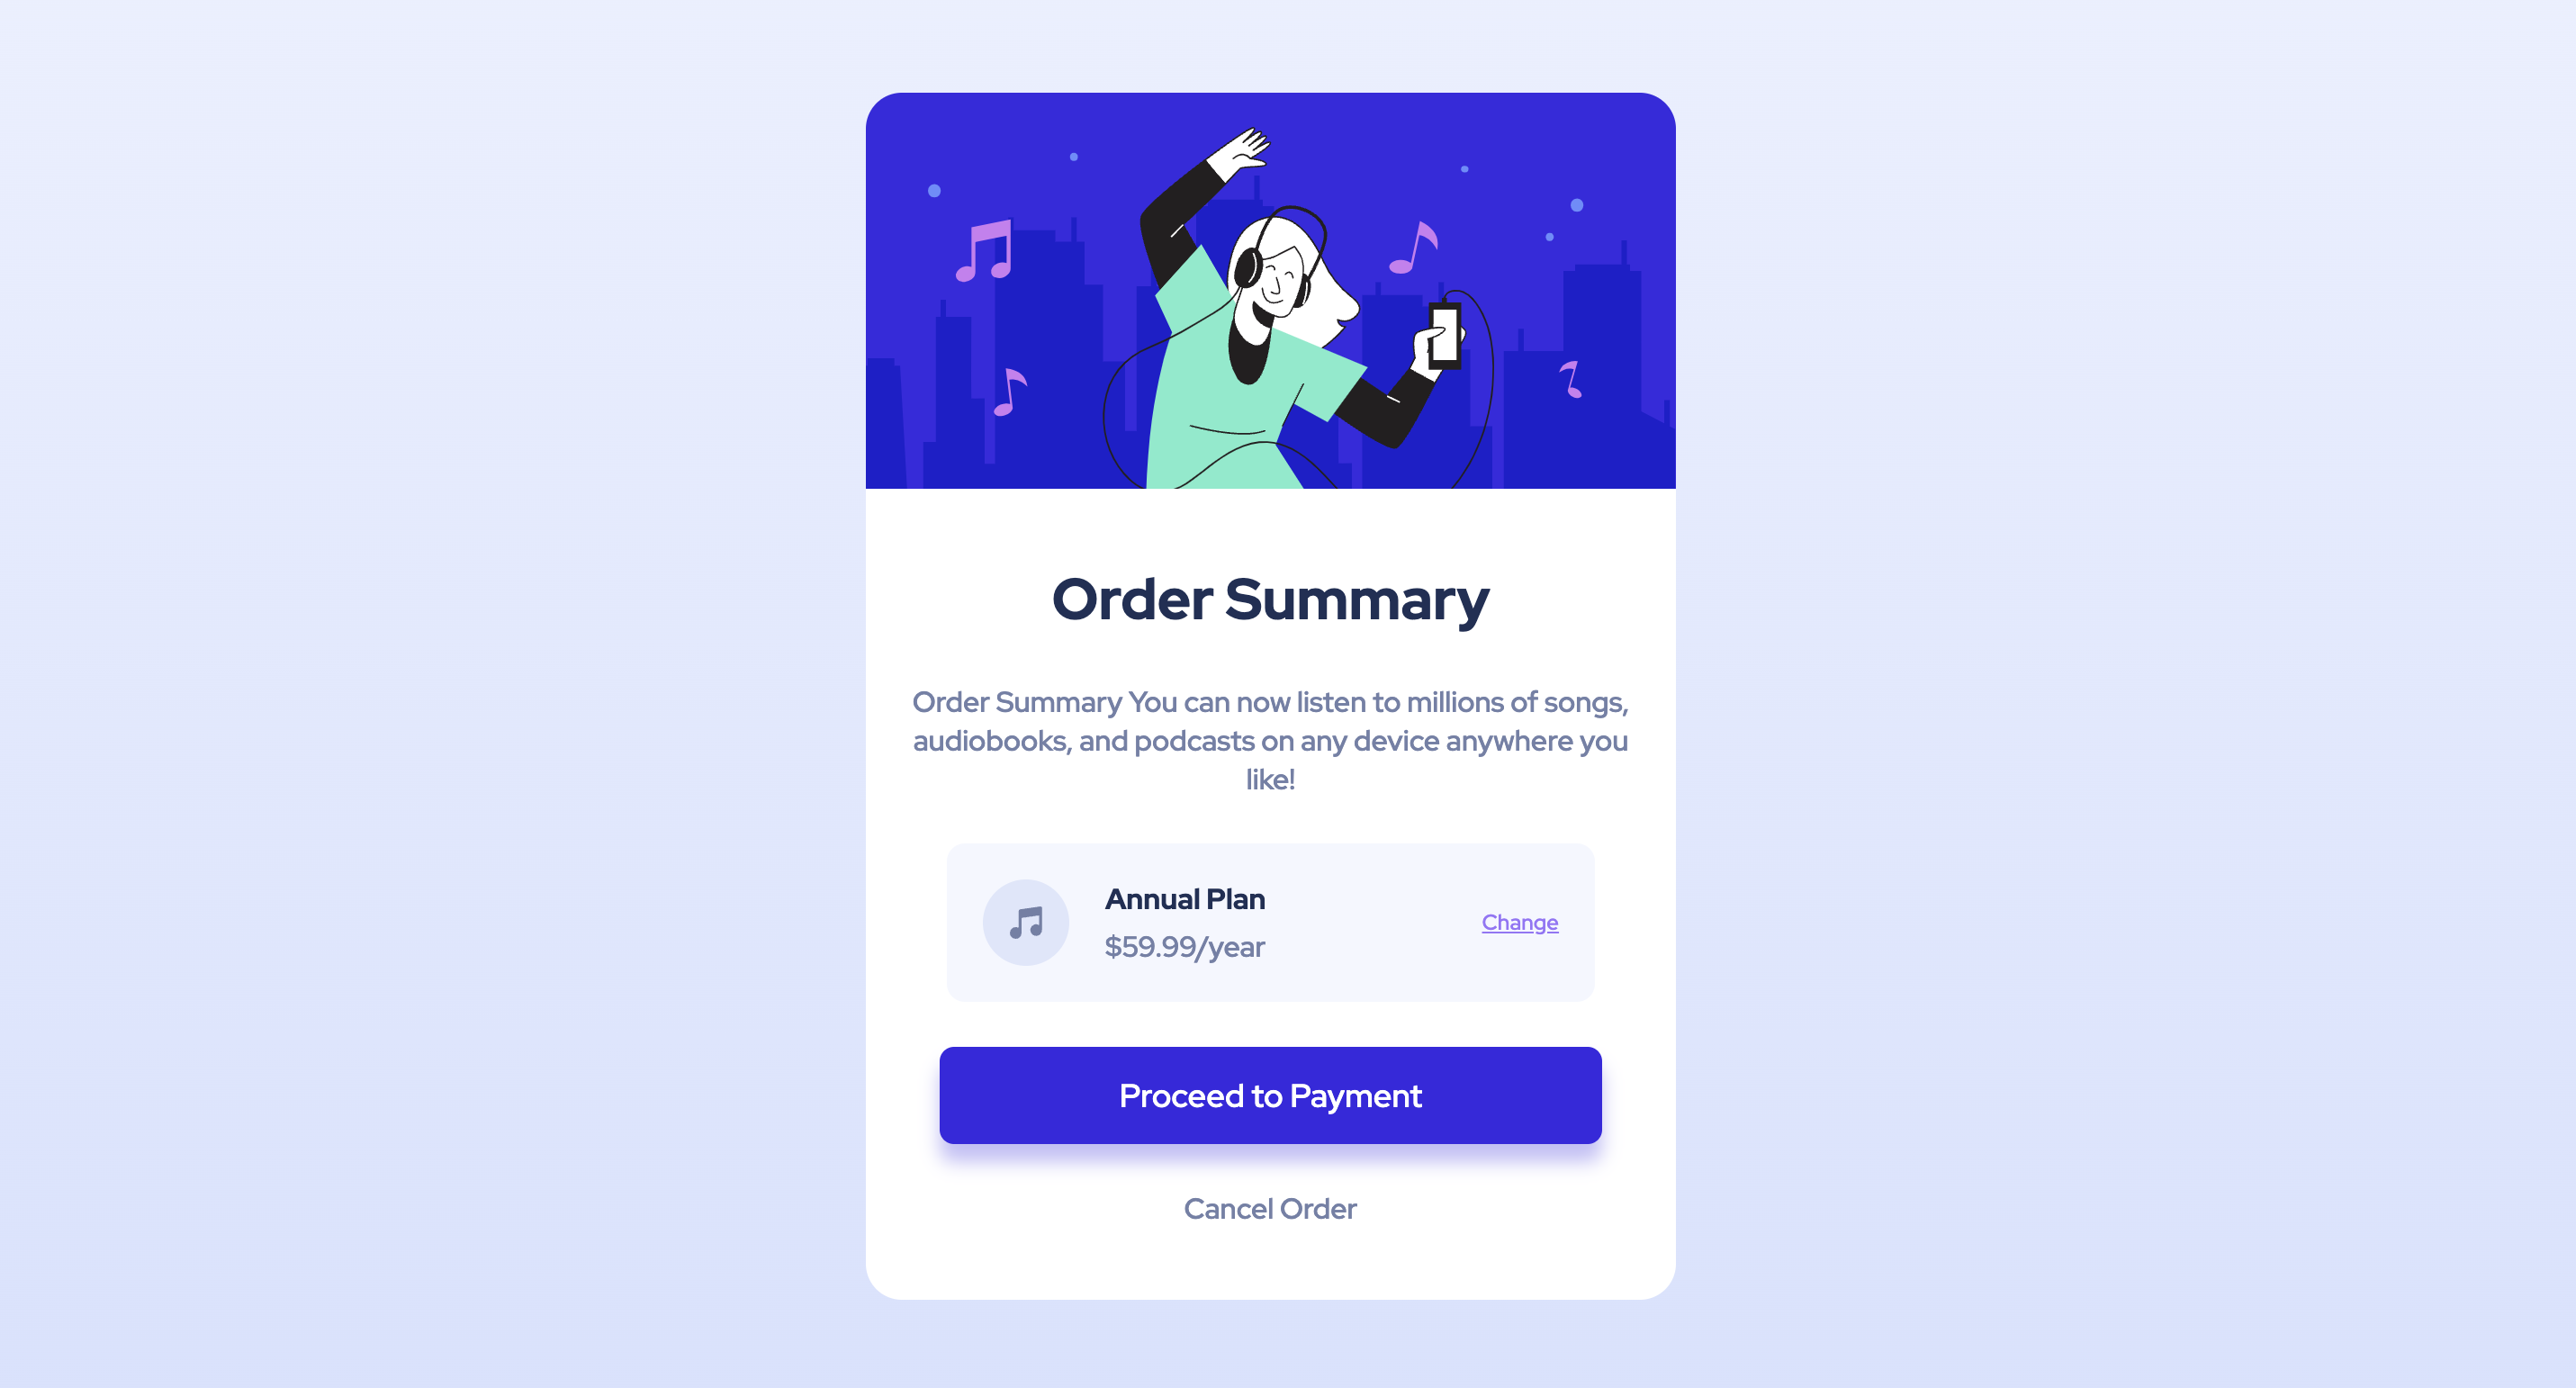 Order Summary
Order Summary You can now listen to millions of songs,
audiobooks, and podcasts on any device anywhere you
like!
Annual Plan
$59.99/year
Change
Proceed to Payment
Cancel Order